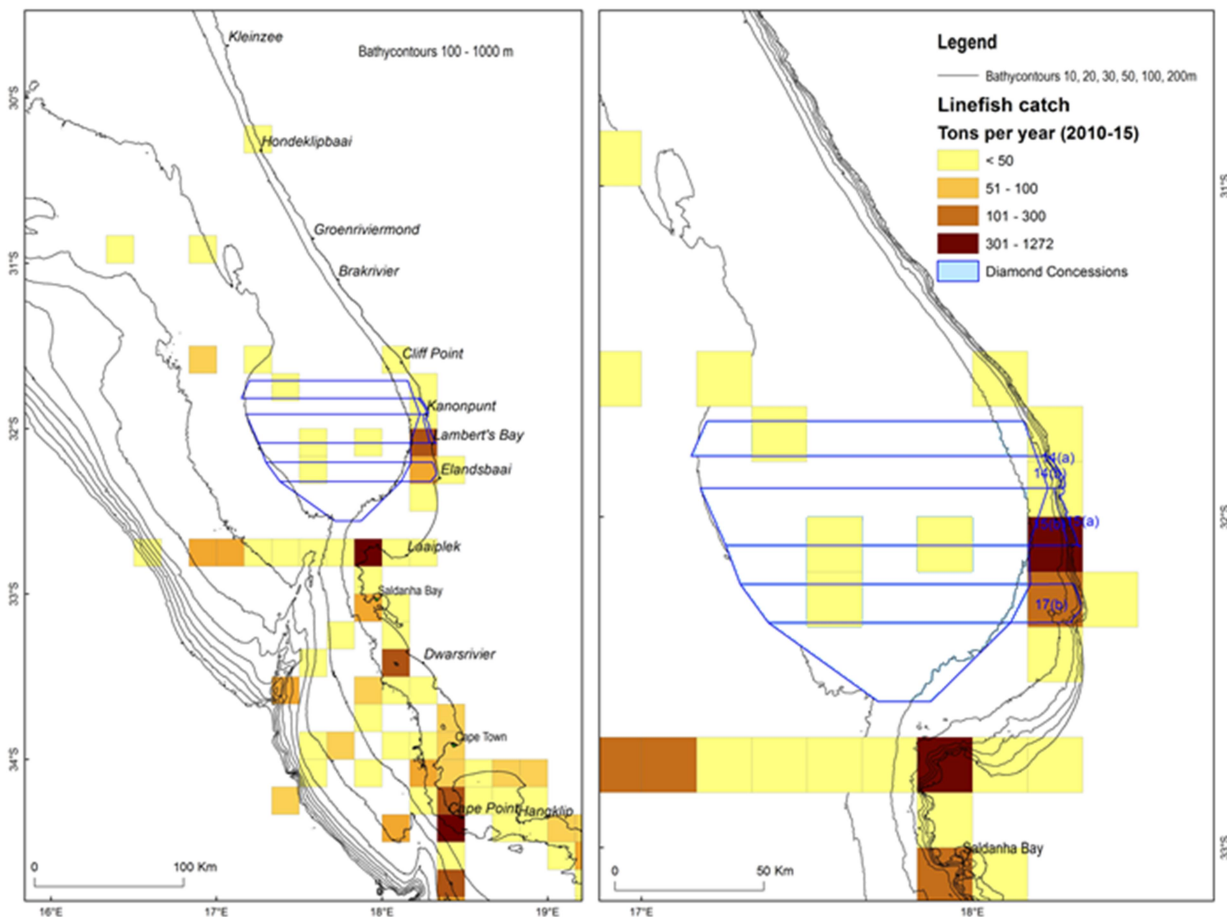 Kleinzee
Bathycontours 100 - 1000 m
Hondeklipbaai
Groenriviermond
Brakrivier
Cliff Point
Kanonpunt
Lambert's Bay
Elandsbaai
Laaiplek
Saldanha Bay
Dwarsrivier
Cape Town
Cape Point
Hangklip
30°S
31°S
32°S
33°S
34°S
0
100 Km
16°E
17°E
18°E
19°E
Legend
Bathycontours 10, 20, 30, 50, 100, 200m
Linefish catch
Tons per year (2010-15)
< 50
51 - 100
101 - 300
301 - 1272
Diamond Concessions
14(a)
14(b)
17(b)
Saldanha Bay
31°S
32°S
33°S
0
50 Km
17°E
18°E